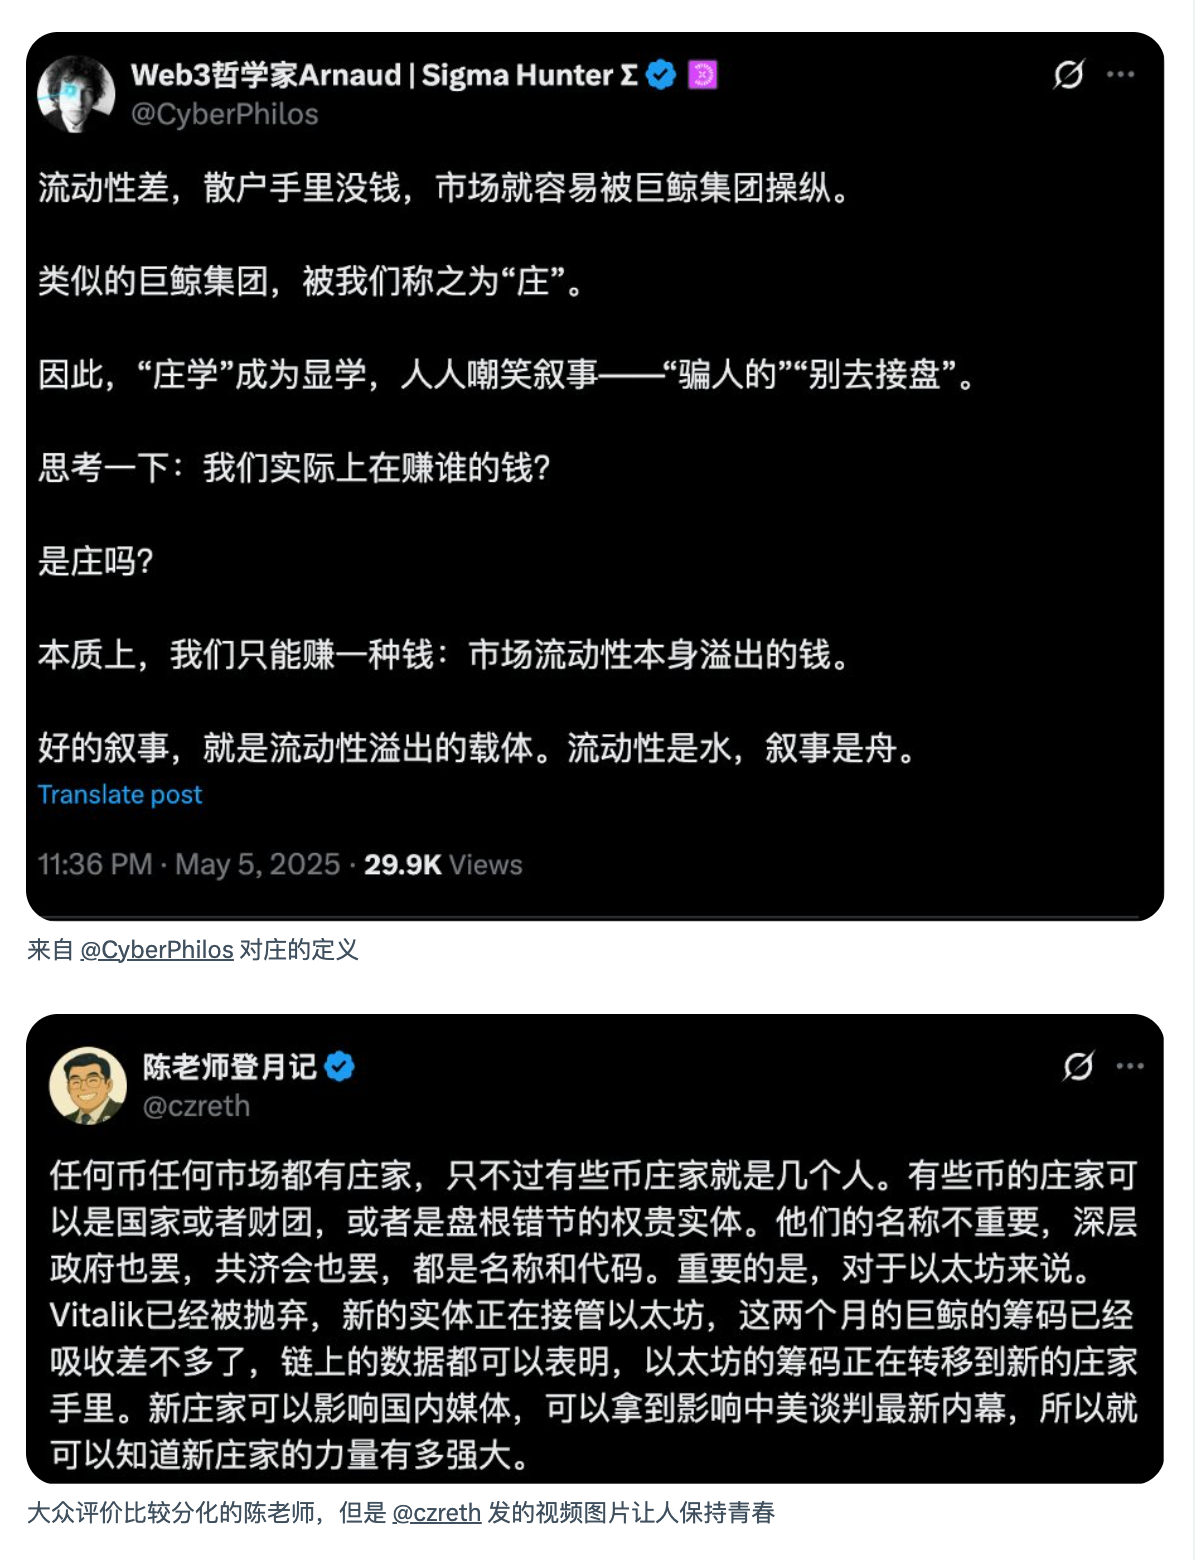 Web3哲学家Arnaud | Sigma Hunter Σ
@CyberPhilos
流动性差，散户手里没钱，市场就容易被巨鲸集团操纵。
类似的巨鲸集团，被我们称之为“庄”。
因此，“庄学”成为显学，人人嘲笑叙事——“骗人的”“别去接盘”。
思考一下：我们实际上在赚谁的钱？
是庄吗？
本质上，我们只能赚一种钱：市场流动性本身溢出的钱。
好的叙事，就是流动性溢出的载体。流动性是水，叙事是舟。
Translate post
11:36 PM · May 5, 2025 · 29.9K Views
来自 @CyberPhilos 对庄的定义
陈老师登月记
@czreth
任何币任何市场都有庄家，只不过有些币庄家就是几个人。有些币的庄家可
以是国家或者财团，或者是盘根错节的权贵实体。他们的名称不重要，深层
政府也罢，共济会也罢，都是名称和代码。重要的是，对于以太坊来说。
Vitalik已经被抛弃，新的实体正在接管以太坊，这两个月的巨鲸的筹码已经
吸收差不多了，链上的数据都可以表明，以太坊的筹码正在转移到新的庄家
手里。新庄家可以影响国内媒体，可以拿到影响中美谈判最新内幕，所以就
可以知道新庄家的力量有多强大。
大众评价比较分化的陈老师，但是 @czreth 发的视频图片让人保持青春